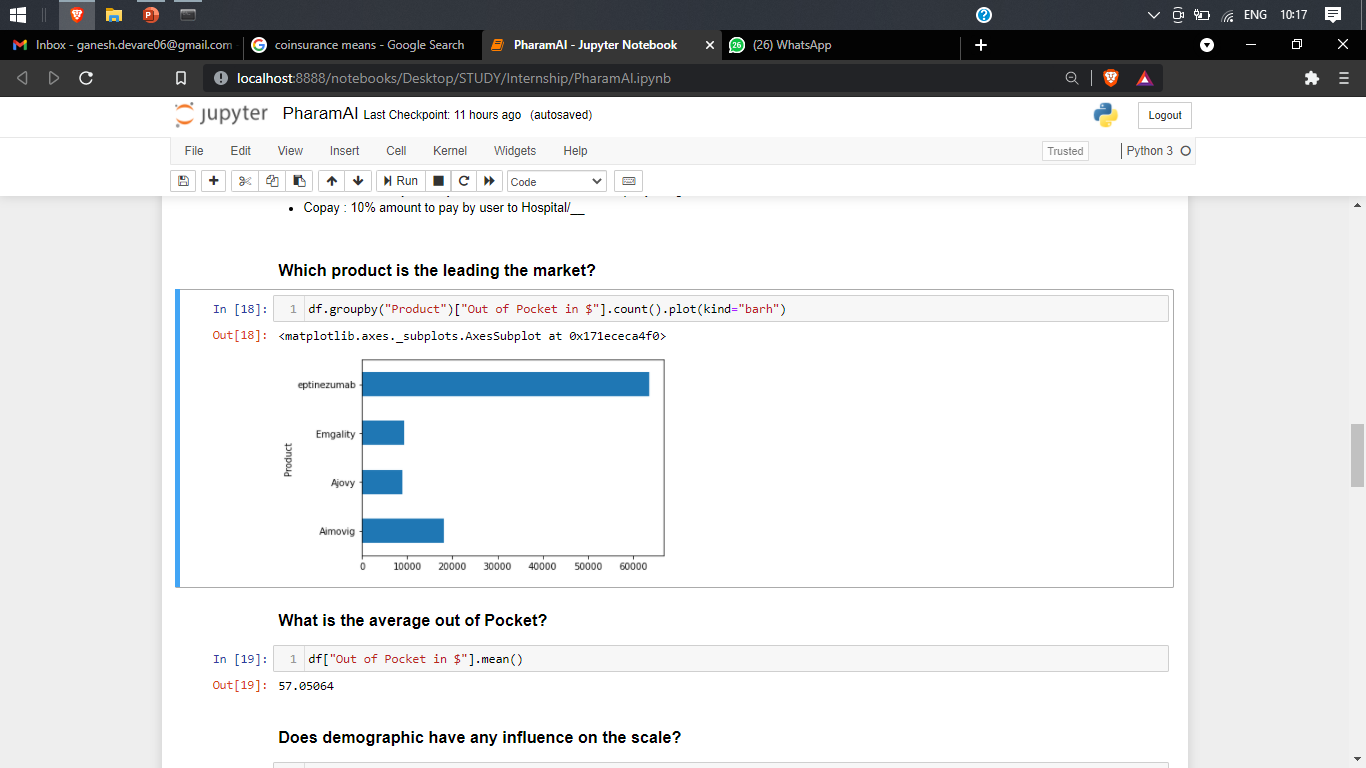 ENG 10:17
Inbox - ganesh.devare06@gmail.com
coinsurance means - Google Search
PharamAI - Jupyter Notebook
26 (26) WhatsApp
localhost:8888/notebooks/Desktop/STUDY/Internship/PharamAI.ipynb
jupyter PharamAI Last Checkpoint: 11 hours ago (autosaved)
Logout
File Edit View Insert Cell Kernel Widgets Help Trusted Python 3
Run Code
Copay : 10% amount to pay by user to Hospital/__
Which product is the leading the market?
In [18]: 1 df.groupby("Product")["Out of Pocket in $"].count().plot(kind="barh")
Out[18]: <matplotlib.axes._subplots.AxesSubplot at 0x171ececa4f0>
eptinezumab
Emgality
Product
Ajovy
Aimovig
0 10000 20000 30000 40000 50000 60000
What is the average out of Pocket?
In [19]: 1 df["Out of Pocket in $"].mean()
Out[19]: 57.05064
Does demographic have any influence on the scale?